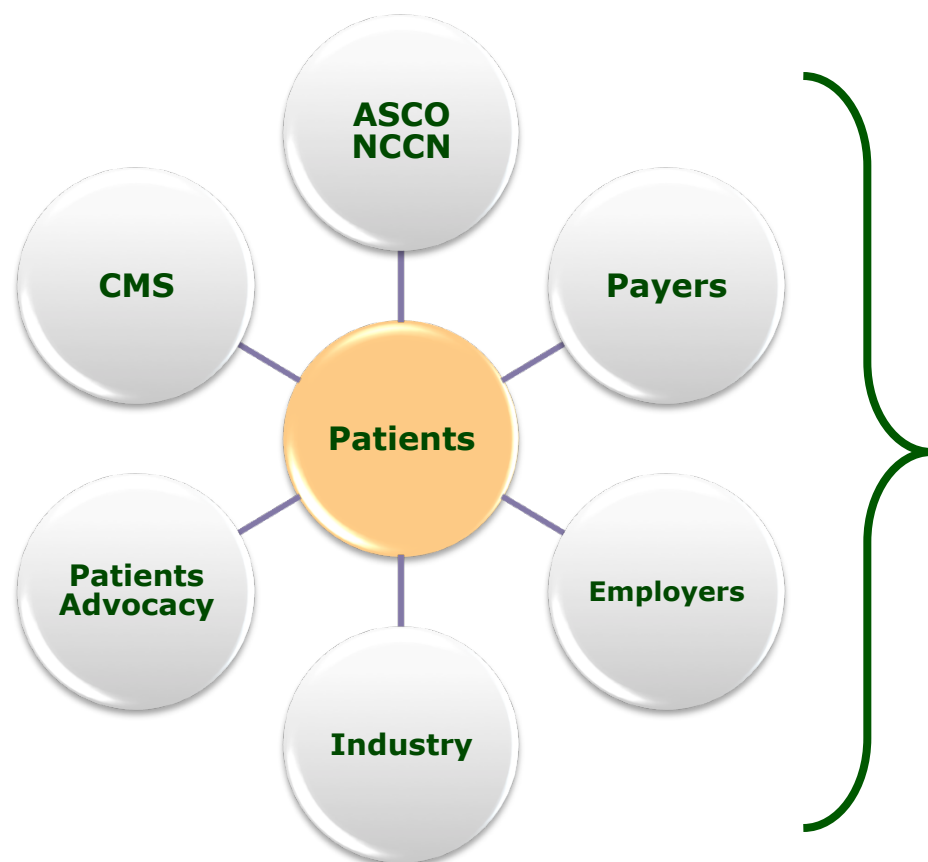 ASCO
NCCN
CMS
Payers
Patients
Patients
Advocacy
Employers
Industry